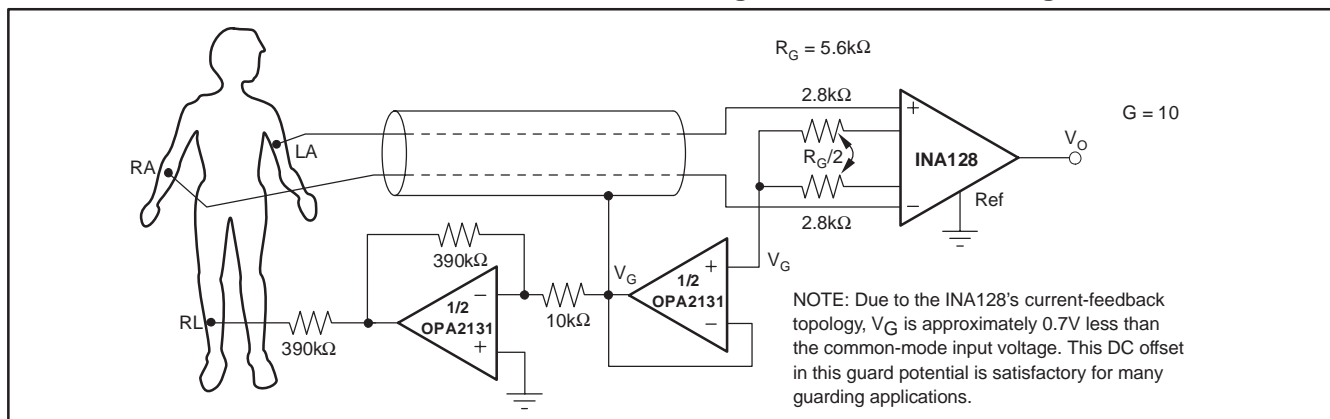 R_G = 5.6kΩ
2.8kΩ
G = 10
+
V_O
LA
RA
R_G/2
INA128
−
Ref
2.8kΩ
390kΩ
V_G
+
V_G
1/2
OPA2131
−
−
1/2
OPA2131
+
10kΩ
RL
390kΩ
NOTE: Due to the INA128's current-feedback
topology, V_G is approximately 0.7V less than
the common-mode input voltage. This DC offset
in this guard potential is satisfactory for many
guarding applications.